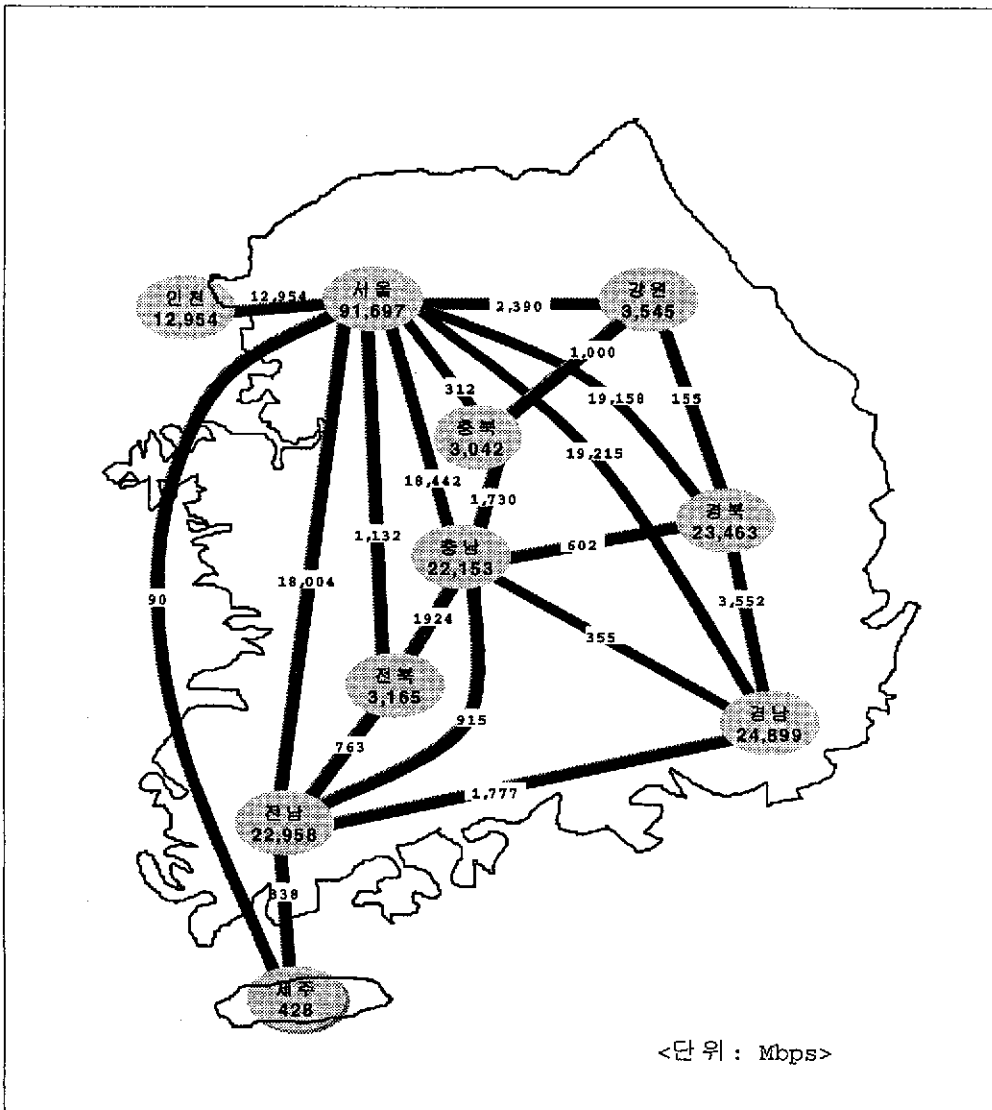 인천
12,954
12,954
서울
91,697
2,390
강원
3,545
1,000
312
19,158
155
충북
3,042
19,215
18,442
1,730
경북
23,463
1,132
충남
22,153
602
18,004
90
3,552
1924
355
전북
3,165
915
경남
24,899
763
1,777
전남
22,958
338
제주
428
<단위 : Mbps>